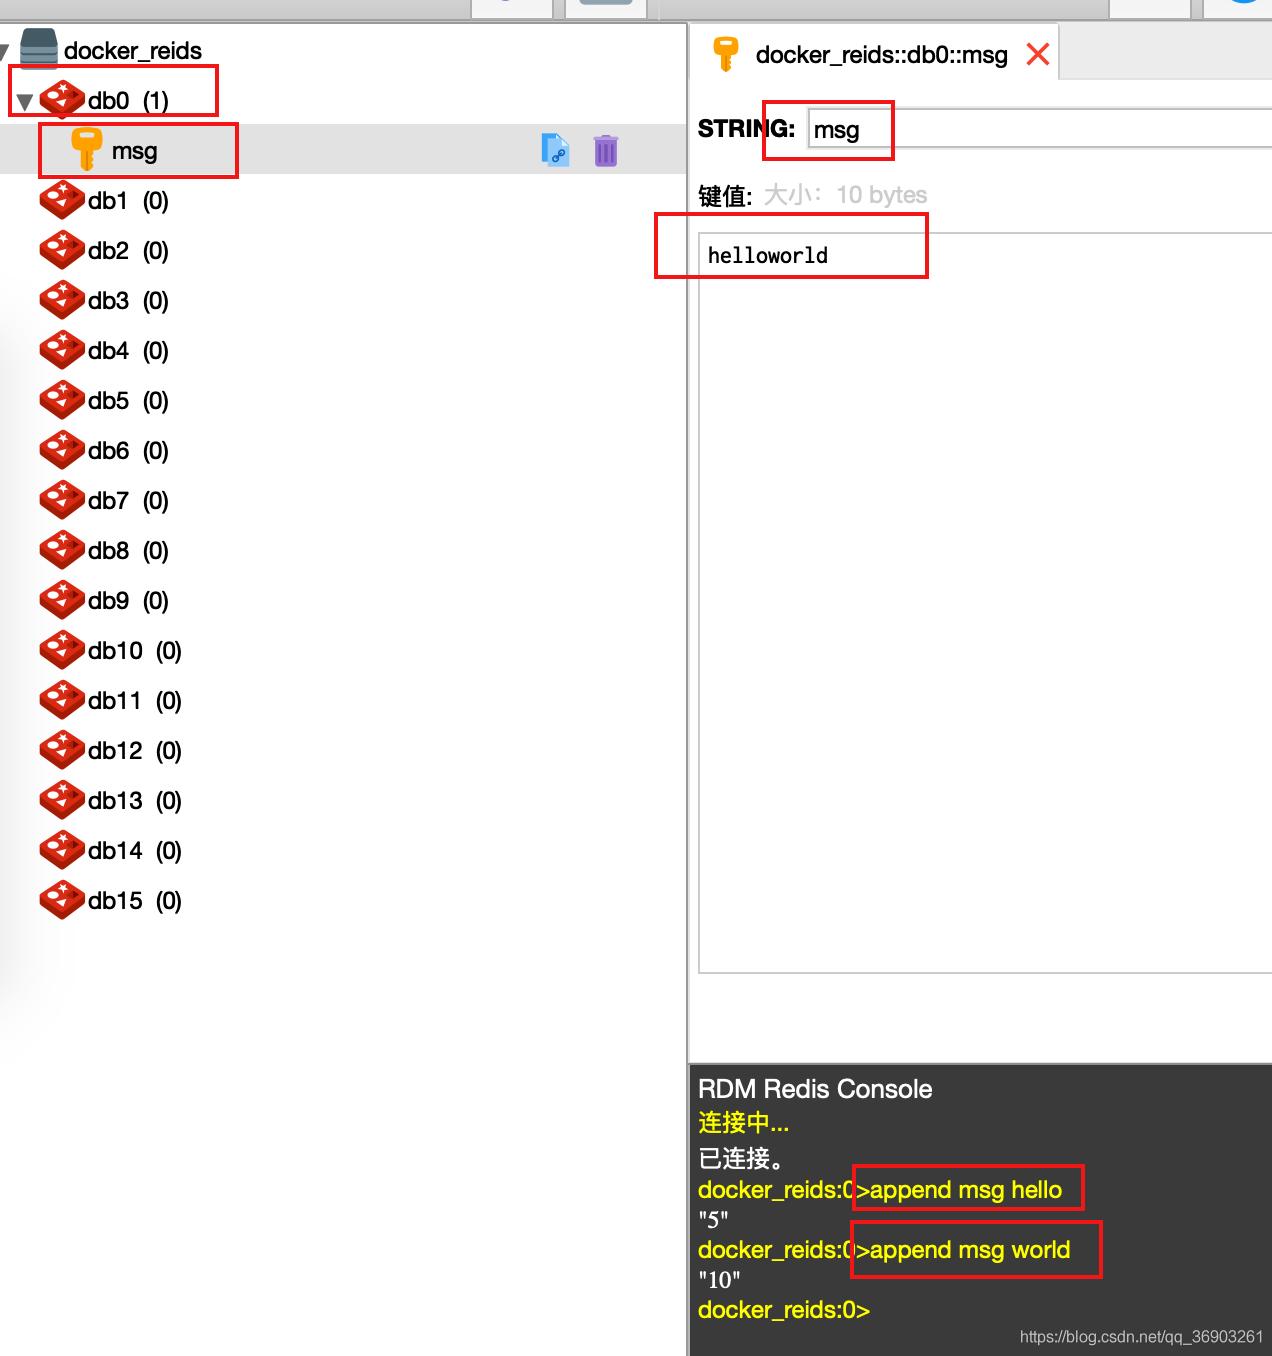 docker_reids
db0 (1)
msg
db1 (0)
db2 (0)
db3 (0)
db4 (0)
db5 (0)
db6 (0)
db7 (0)
db8 (0)
db9 (0)
db10 (0)
db11 (0)
db12 (0)
db13 (0)
db14 (0)
db15 (0)
docker_reids::db0::msg
STRING: msg
键值: 大小: 10 bytes
helloworld
RDM Redis Console
连接中...
已连接。
docker_reids:0>append msg hello
"5"
docker_reids:0>append msg world
"10"
docker_reids:0>
https://blog.csdn.net/qq_36903261